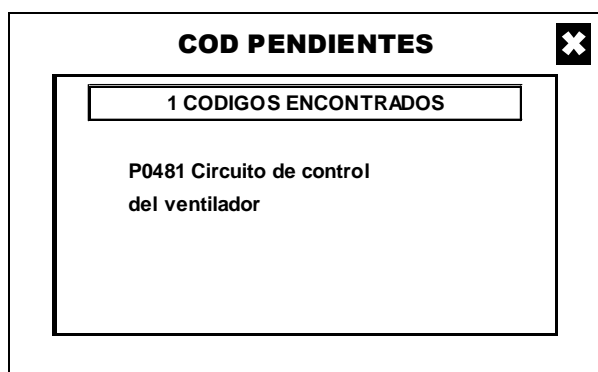 COD PENDIENTES
1 CODIGOS ENCONTRADOS
P0481 Circuito de control
del ventilador